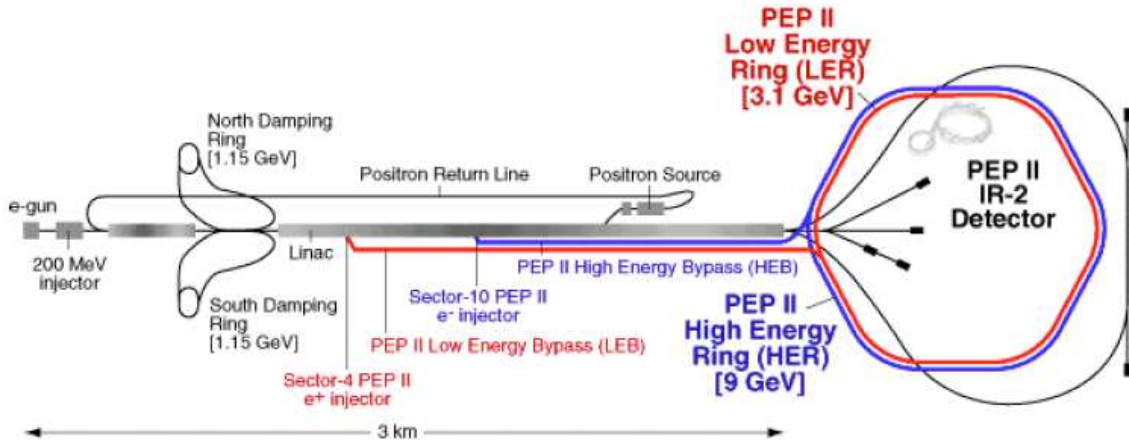 PEP II
Low Energy
Ring (LER)
[3.1 GeV]
North Damping
Ring
[1.15 GeV]
Positron Return Line
Positron Source
e-gun
200 MeV
injector
Linac
PEP II
IR-2
Detector
PEP II High Energy Bypass (HEB)
South Damping
Ring
[1.15 GeV]
Sector-10 PEP II
e- injector
PEP II Low Energy Bypass (LEB)
Sector-4 PEP II
e+ injector
PEP II
High Energy
Ring (HER)
[9 GeV]
3 km